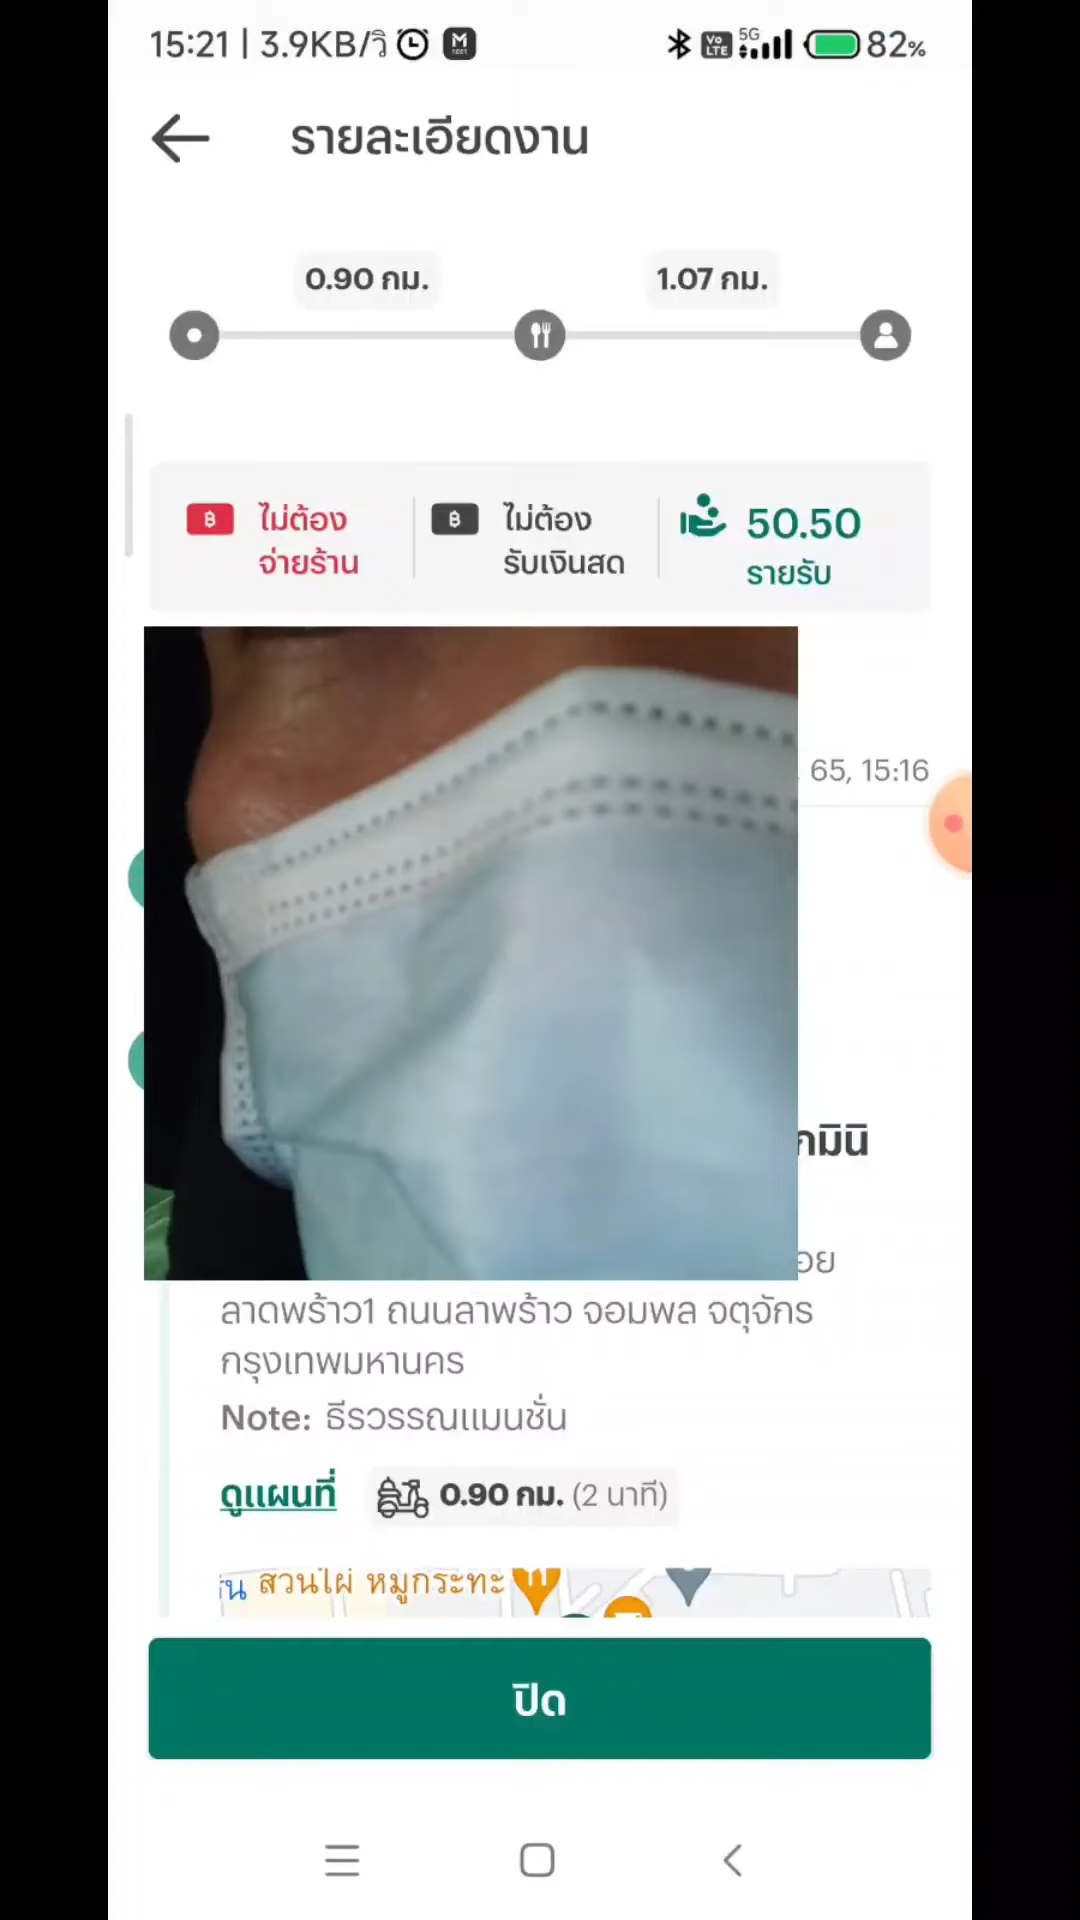 15:21 | 3.9KB/วิ
5G
82%
รายละเอียดงาน
0.90 กม.
1.07 กม.
ไม่ต้อง
จ่ายร้าน
ไม่ต้อง
รับเงินสด
50.50
รายรับ
65, 15:16
มินิ
ลาดพร้าว1 ถนนลาพร้าว จอมพล จตุจักร
กรุงเทพมหานคร
Note: ธีรวรรณแมนชั่น
ดูแผนที่
0.90 กม. (2 นาที)
สวนไผ่ หมูกระทะ
ปิด